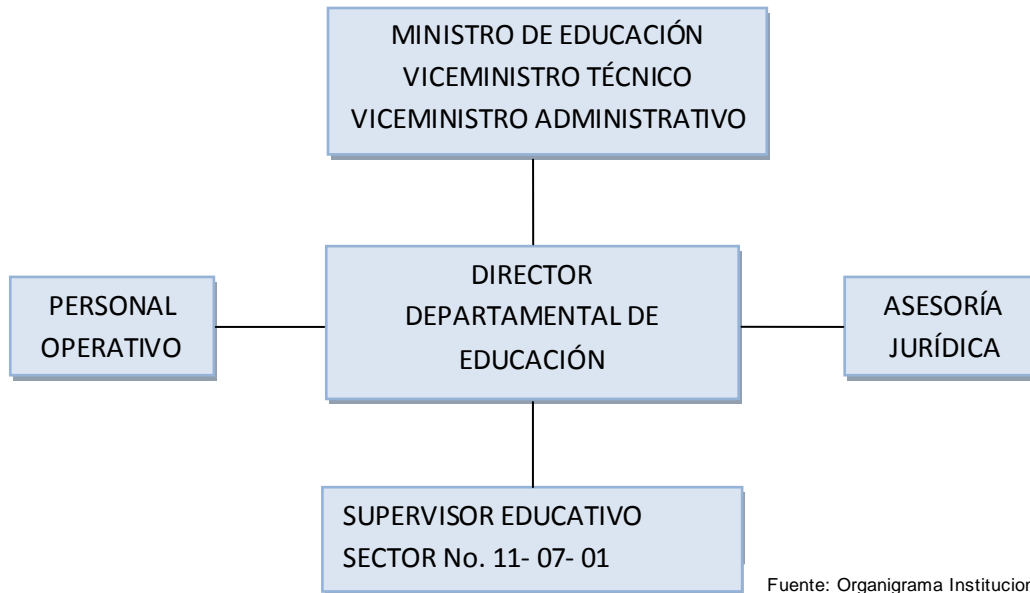 MINISTRO DE EDUCACIÓN
VICEMINISTRO TÉCNICO
VICEMINISTRO ADMINISTRATIVO
PERSONAL
OPERATIVO
DIRECTOR
DEPARTAMENTAL DE
EDUCACIÓN
ASESORÍA
JURÍDICA
SUPERVISOR EDUCATIVO
SECTOR No. 11- 07- 01
Fuente: Organigrama